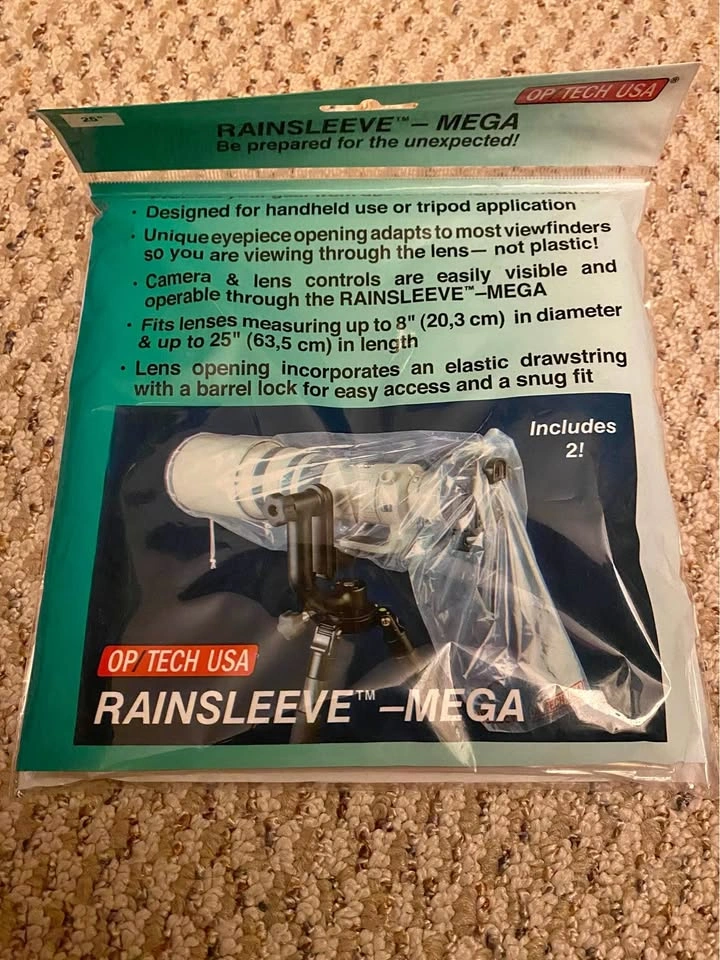 25"
OP/TECH USA®
RAINSLEEVE™ – MEGA
Be prepared for the unexpected!
· Designed for handheld use or tripod application
· Unique eyepiece opening adapts to most viewfinders
so you are viewing through the lens— not plastic!
· Camera & lens controls are easily visible and
operable through the RAINSLEEVE™–MEGA
· Fits lenses measuring up to 8" (20,3 cm) in diameter
& up to 25" (63,5 cm) in length
· Lens opening incorporates an elastic drawstring
with a barrel lock for easy access and a snug fit
Includes
2!
OP/TECH USA
RAINSLEEVE™ –MEGA